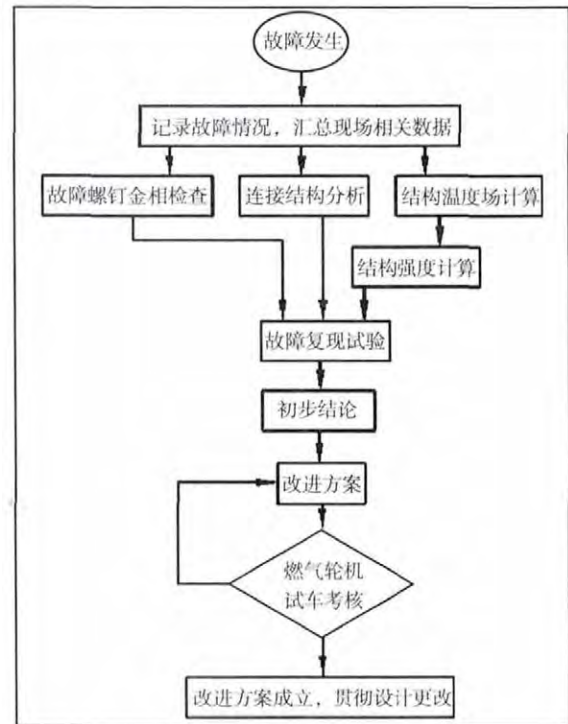 故障发生
记录故障情况，汇总现场相关数据
故障螺钉金相检查
连接结构分析
结构温度场计算
结构强度计算
故障复现试验
初步结论
改进方案
燃气轮机
试车考核
改进方案成立，贯彻设计更改